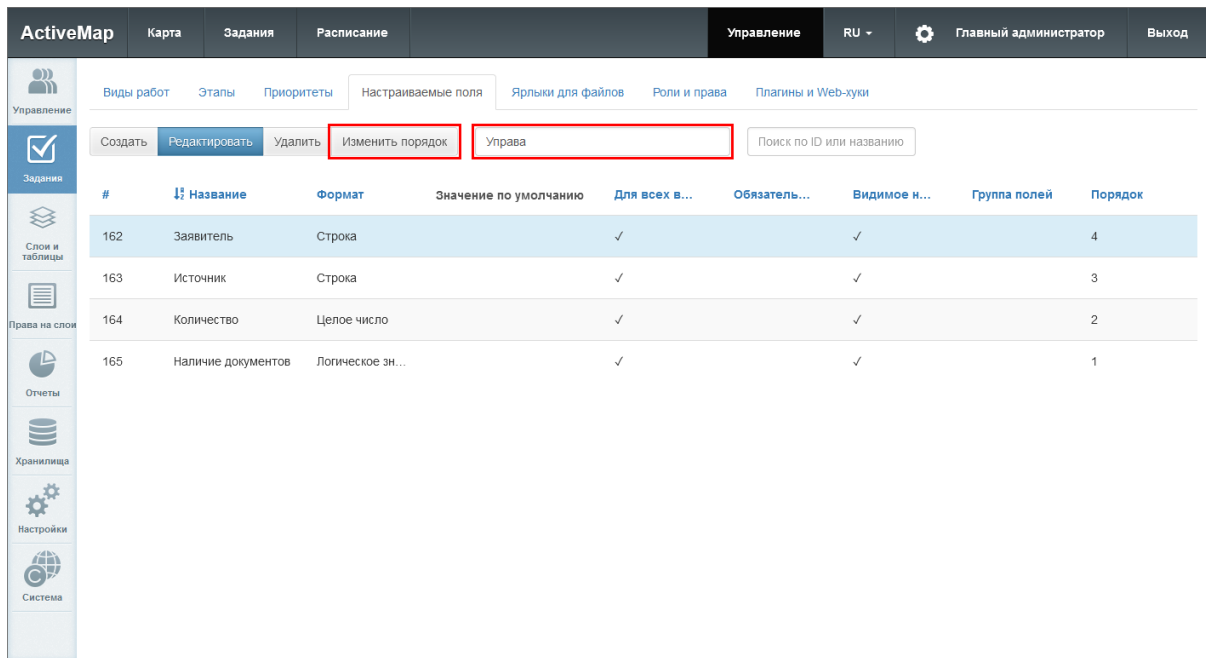 ActiveMap Карта Задания Расписание Управление RU Главный администратор Выход
Управление
Задания
Слои и
таблицы
Права на слои
Отчеты
Хранилища
Настройки
C
Система
Виды работ Этапы Приоритеты Настраиваемые поля Ярлыки для файлов Роли и права Плагины и Web-хуки
Создать Редактировать Удалить Изменить порядок Управа Поиск по ID или названию
# Название Формат Значение по умолчанию Для всех в... Обязатель... Видимое н... Группа полей Порядок
162 Заявитель Строка ✓ ✓ 4
163 Источник Строка ✓ ✓ 3
164 Количество Целое число ✓ ✓ 2
165 Наличие документов Логическое зн... ✓ ✓ 1